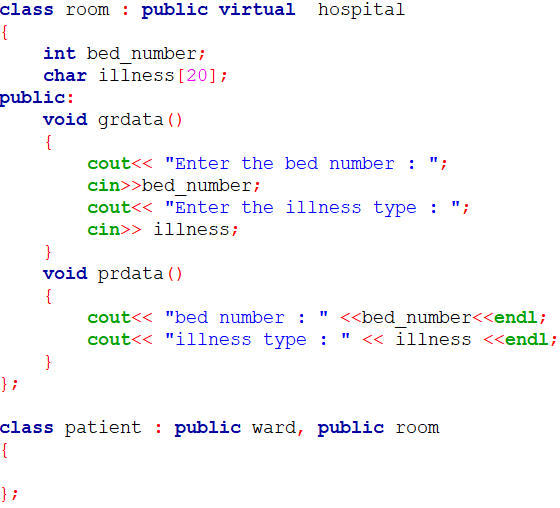 class room : public virtual  hospital
{
    int bed_number;
    char illness[20];
public:
    void grdata()
    {
        cout<< "Enter the bed number : ";
        cin>>bed_number;
        cout<< "Enter the illness type : ";
        cin>> illness;
    }
    void prdata()
    {
        cout<< "bed number : " <<bed_number<<endl;
        cout<< "illness type : " << illness <<endl;
    }
};

class patient : public ward, public room
{

};